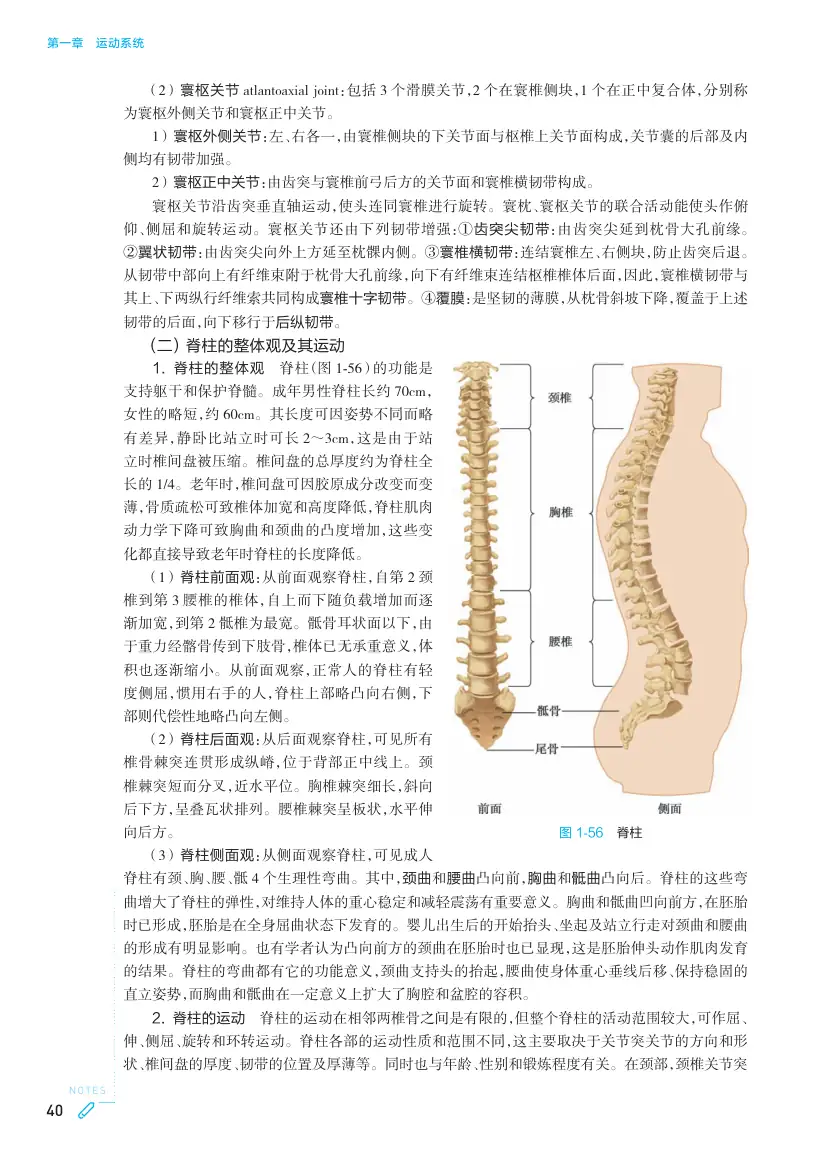 第一章　运动系统
（2）寰枢关节 atlantoaxial joint：包括 3 个滑膜关节，2 个在寰椎侧块，1 个在正中复合体，分别称
为寰枢外侧关节和寰枢正中关节。
1）寰枢外侧关节：左、右各一，由寰椎侧块的下关节面与枢椎上关节面构成，关节囊的后部及内
侧均有韧带加强。
2）寰枢正中关节：由齿突与寰椎前弓后方的关节面和寰椎横韧带构成。
寰枢关节沿齿突垂直轴运动，使头连同寰椎进行旋转。寰枕、寰枢关节的联合活动能使头作俯
仰、侧屈和旋转运动。寰枢关节还由下列韧带增强：①齿突尖韧带：由齿突尖延到枕骨大孔前缘。
②翼状韧带：由齿突尖向外上方延至枕髁内侧。③寰椎横韧带：连结寰椎左、右侧块，防止齿突后退。
从韧带中部向上有纤维束附于枕骨大孔前缘，向下有纤维束连结枢椎椎体后面，因此，寰椎横韧带与
其上、下两纵行纤维索共同构成寰椎十字韧带。④覆膜：是坚韧的薄膜，从枕骨斜坡下降，覆盖于上述
韧带的后面，向下移行于后纵韧带。
（二）脊柱的整体观及其运动
1. 脊柱的整体观　脊柱（图 1-56）的功能是
支持躯干和保护脊髓。成年男性脊柱长约 70cm，
女性的略短，约 60cm。其长度可因姿势不同而略
有差异，静卧比站立时可长 2～3cm，这是由于站
立时椎间盘被压缩。椎间盘的总厚度约为脊柱全
长的 1/4。老年时，椎间盘可因胶原成分改变而变
薄，骨质疏松可致椎体加宽和高度降低，脊柱肌肉
动力学下降可致胸曲和颈曲的凸度增加，这些变
化都直接导致老年时脊柱的长度降低。
（1）脊柱前面观：从前面观察脊柱，自第 2 颈
椎到第 3 腰椎的椎体，自上而下随负载增加而逐
渐加宽，到第 2 骶椎为最宽。骶骨耳状面以下，由
于重力经髂骨传到下肢骨，椎体已无承重意义，体
积也逐渐缩小。从前面观察，正常人的脊柱有轻
度侧屈，惯用右手的人，脊柱上部略凸向右侧，下
部则代偿性地略凸向左侧。
（2）脊柱后面观：从后面观察脊柱，可见所有
椎骨棘突连贯形成纵嵴，位于背部正中线上。颈
椎棘突短而分叉，近水平位。胸椎棘突细长，斜向
后下方，呈叠瓦状排列。腰椎棘突呈板状，水平伸
向后方。
（3）脊柱侧面观：从侧面观察脊柱，可见成人
颈椎
胸椎
腰椎
骶骨
尾骨
前面
侧面
图 1-56　脊柱
脊柱有颈、胸、腰、骶 4 个生理性弯曲。其中，颈曲和腰曲凸向前，胸曲和骶曲凸向后。脊柱的这些弯
曲增大了脊柱的弹性，对维持人体的重心稳定和减轻震荡有重要意义。胸曲和骶曲凹向前方，在胚胎
时已形成，胚胎是在全身屈曲状态下发育的。婴儿出生后的开始抬头、坐起及站立行走对颈曲和腰曲
的形成有明显影响。也有学者认为凸向前方的颈曲在胚胎时也已显现，这是胚胎伸头动作肌肉发育
的结果。脊柱的弯曲都有它的功能意义，颈曲支持头的抬起，腰曲使身体重心垂线后移、保持稳固的
直立姿势，而胸曲和骶曲在一定意义上扩大了胸腔和盆腔的容积。
2. 脊柱的运动　脊柱的运动在相邻两椎骨之间是有限的，但整个脊柱的活动范围较大，可作屈、
伸、侧屈、旋转和环转运动。脊柱各部的运动性质和范围不同，这主要取决于关节突关节的方向和形
状、椎间盘的厚度、韧带的位置及厚薄等。同时也与年龄、性别和锻炼程度有关。在颈部，颈椎关节突
NOTES
40